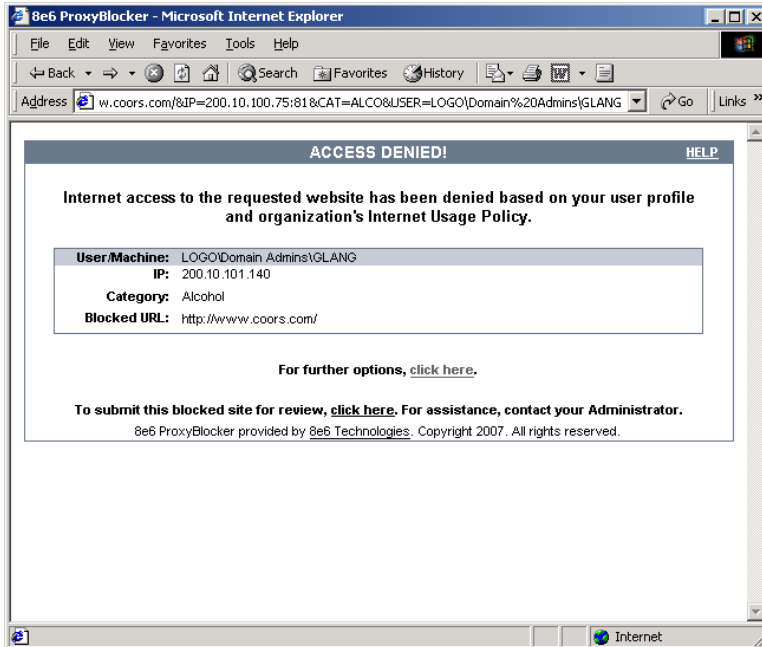 8e6 ProxyBlocker - Microsoft Internet Explorer
File Edit View Favorites Tools Help
Back Search Favorites History
Address w.coors.com/&IP=200.10.100.75:81&CAT=ALCO&USER=LOGO\Domain%20Admins\GLANG Go Links »
ACCESS DENIED! HELP
Internet access to the requested website has been denied based on your user profile
and organization's Internet Usage Policy.
User/Machine: LOGO\Domain Admins\GLANG
IP: 200.10.101.140
Category: Alcohol
Blocked URL: http://www.coors.com/
For further options, click here.
To submit this blocked site for review, click here. For assistance, contact your Administrator.
8e6 ProxyBlocker provided by 8e6 Technologies. Copyright 2007. All rights reserved.
Internet